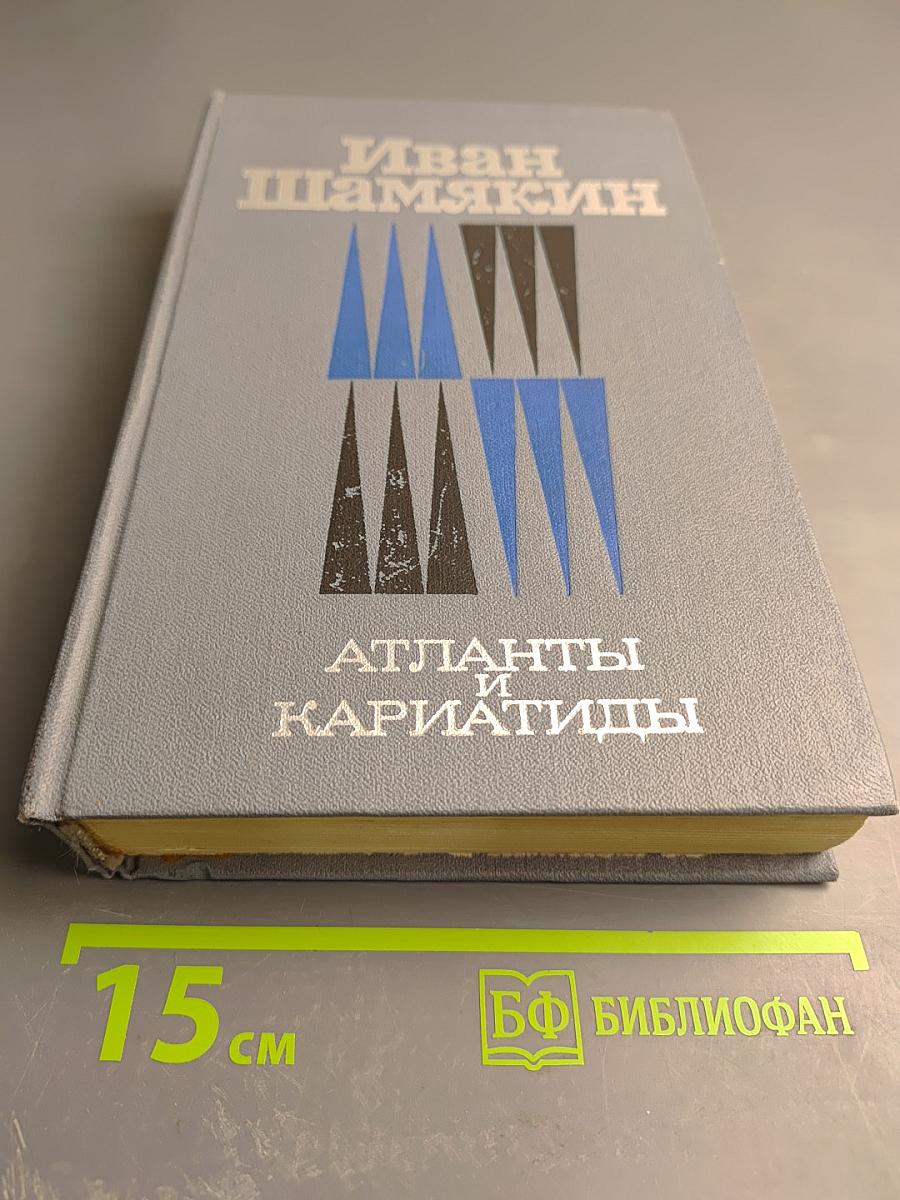 Иван
Шамякин
АТЛАНТЫ
И
КАРИАТИДЫ
15 см
БФ БИБЛИОФАН